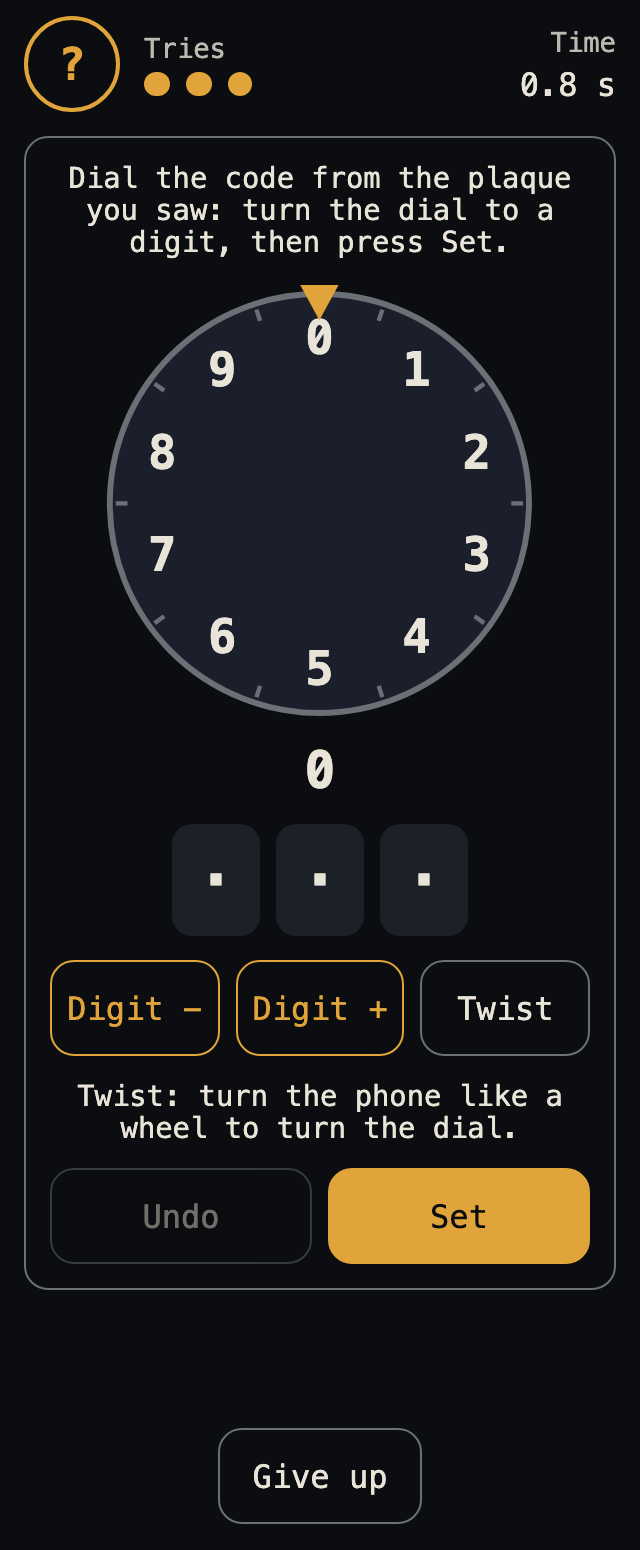 ?
Tries
Time
0.8 s
Dial the code from the plaque
you saw: turn the dial to a
digit, then press Set.
0
9
1
8
2
7
3
6
4
5
0
Digit −
Digit +
Twist
Twist: turn the phone like a
wheel to turn the dial.
Undo
Set
Give up